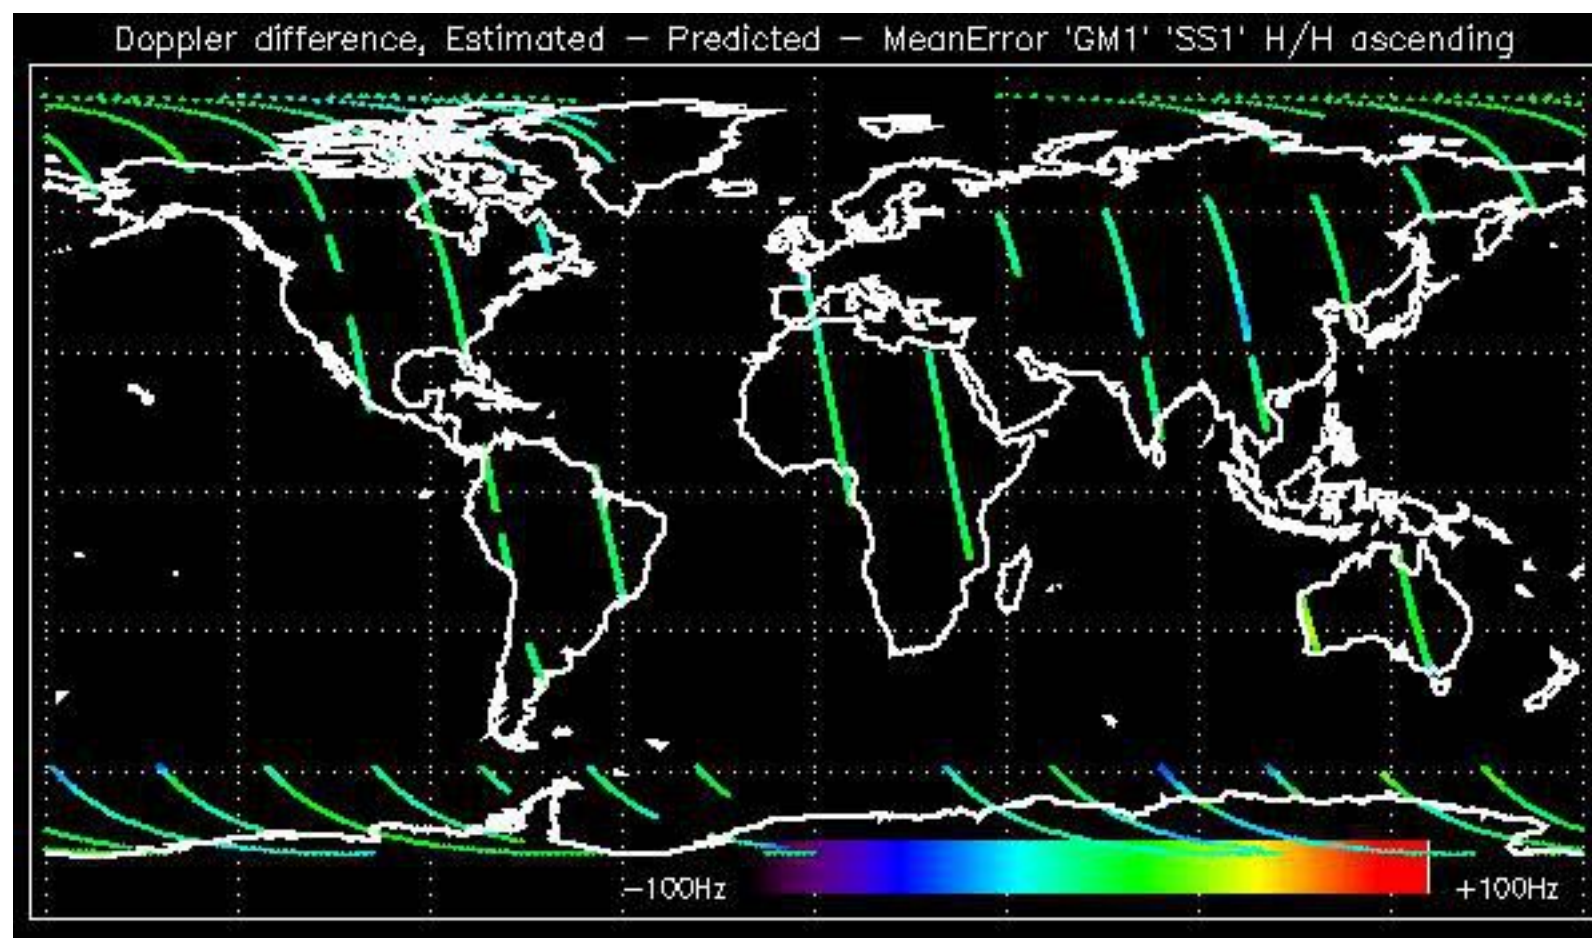 Doppler difference, Estimated – Predicted – MeanError 'GM1' 'SS1' H/H ascending
−100Hz
+100Hz